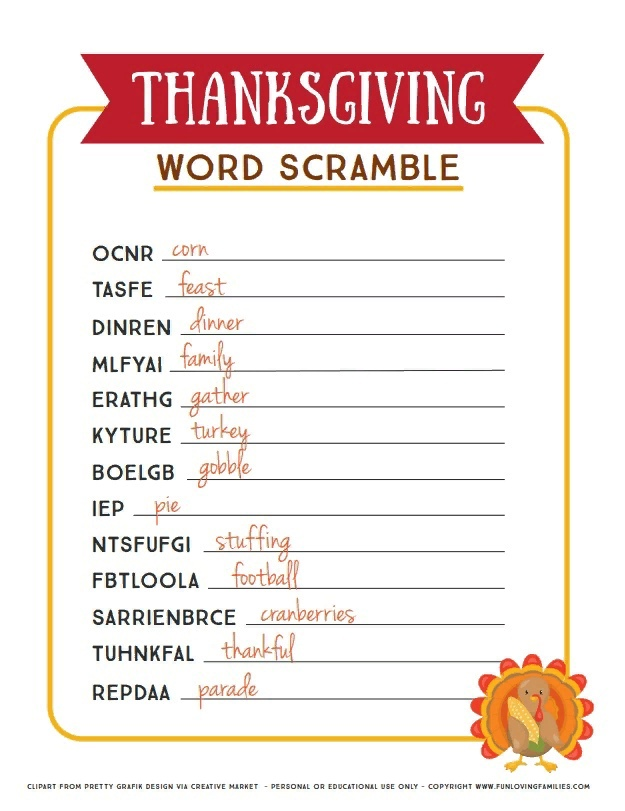 THANKSGIVING
WORD SCRAMBLE
OCNR corn
TASFE feast
DINREN dinner
MLFYAI family
ERATHG gather
KYTURE turkey
BOELGB gobble
IEP pie
NTSFUFGI stuffing
FBTLOOLA football
SARRIENBRCE cranberries
TUHNKFAL thankful
REPDAA parade
CLIPART FROM PRETTY GRAFIK DESIGN VIA CREATIVE MARKET - PERSONAL OR EDUCATIONAL USE ONLY - COPYRIGHT WWW.FUNLOVINGFAMILIES.COM